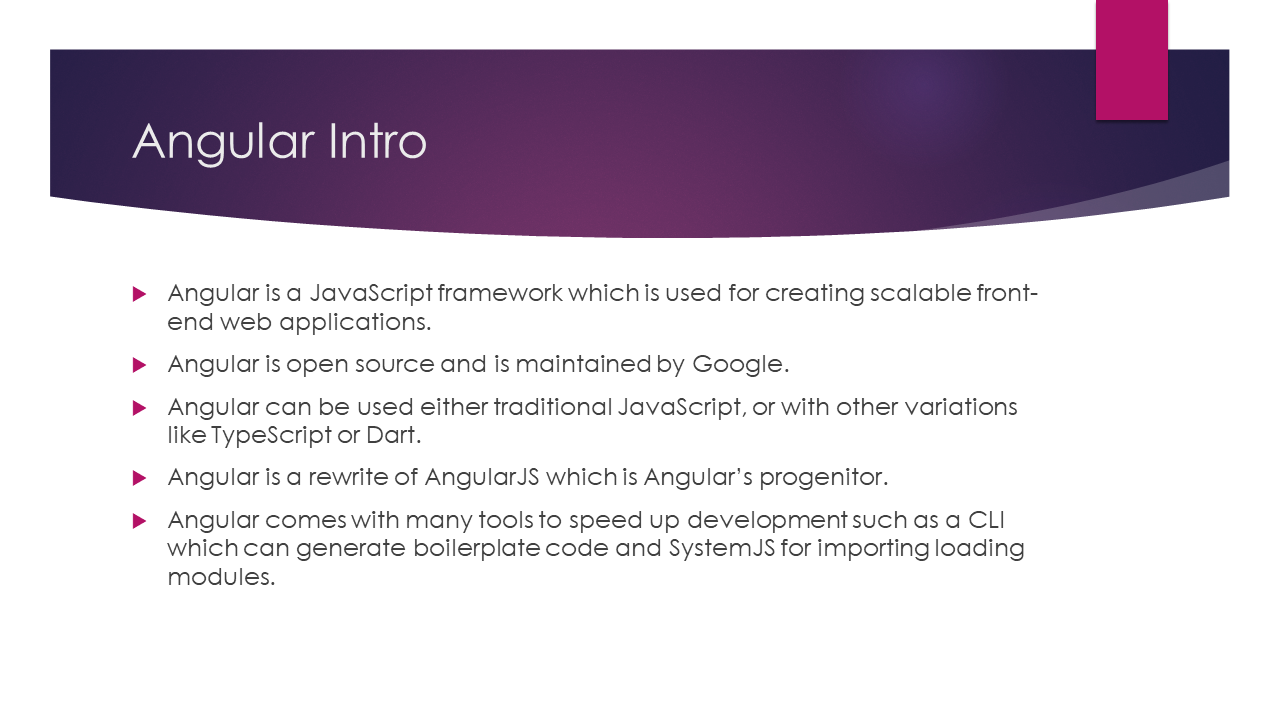 Angular Intro
Angular is a JavaScript framework which is used for creating scalable front-
end web applications.
Angular is open source and is maintained by Google.
Angular can be used either traditional JavaScript, or with other variations
like TypeScript or Dart.
Angular is a rewrite of AngularJS which is Angular’s progenitor.
Angular comes with many tools to speed up development such as a CLI
which can generate boilerplate code and SystemJS for importing loading
modules.